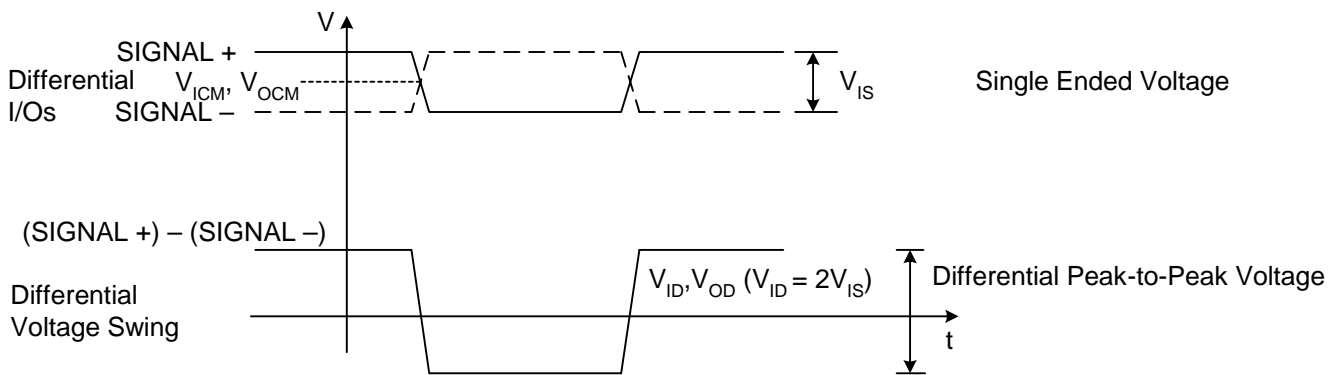 V
SIGNAL +
Differential V_ICM, V_OCM
I/Os SIGNAL –
V_IS
Single Ended Voltage
(SIGNAL +) – (SIGNAL –)
V_ID,V_OD (V_ID = 2V_IS)
Differential Peak-to-Peak Voltage
Differential
Voltage Swing
t